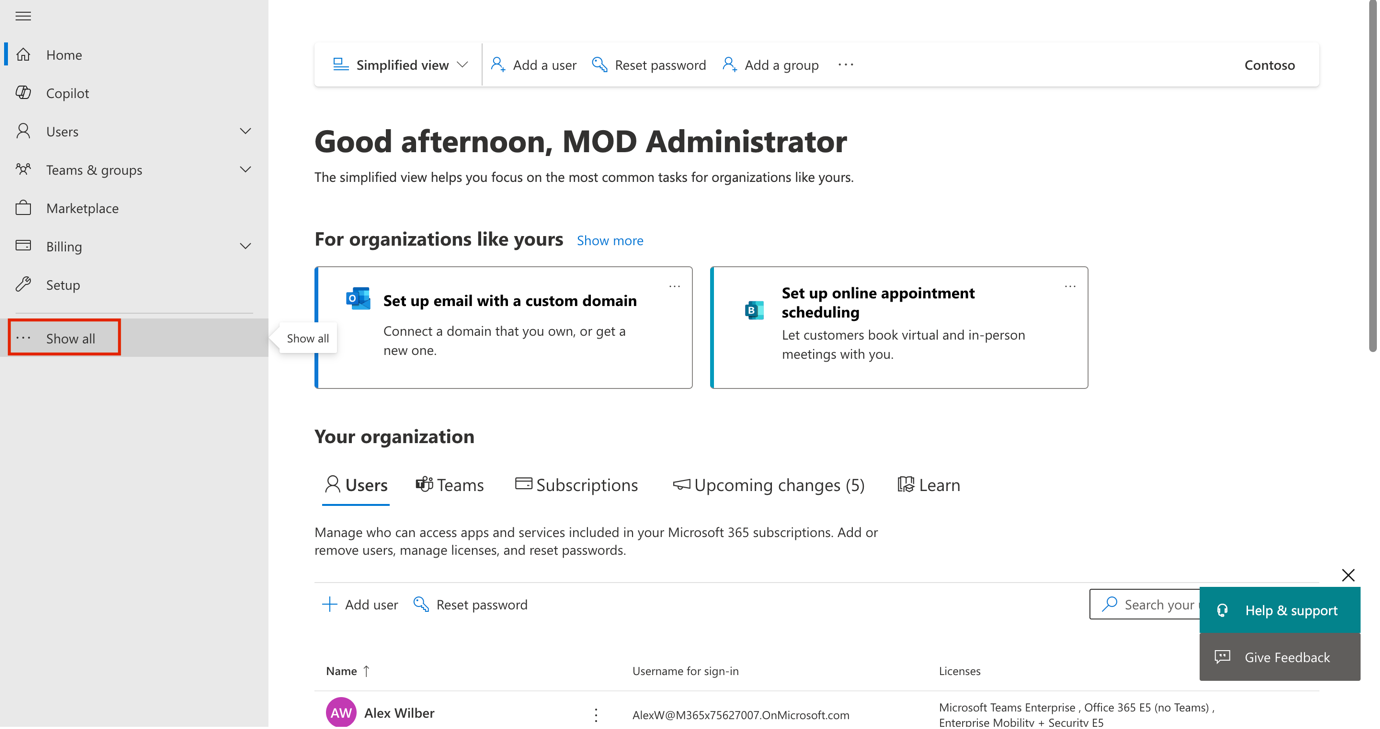 Home
Copilot
Users
Teams & groups
Marketplace
Billing
Setup
Show all
Show all
Simplified view
Add a user
Reset password
Add a group
Contoso
Good afternoon, MOD Administrator
The simplified view helps you focus on the most common tasks for organizations like yours.
For organizations like yours Show more
Set up email with a custom domain
Connect a domain that you own, or get a
new one.
Set up online appointment
scheduling
Let customers book virtual and in-person
meetings with you.
Your organization
Users
Teams
Subscriptions
Upcoming changes (5)
Learn
Manage who can access apps and services included in your Microsoft 365 subscriptions. Add or
remove users, manage licenses, and reset passwords.
Add user
Reset password
Search your
Help & support
Give Feedback
Name ↑
Username for sign-in
Licenses
AW
Alex Wilber
AlexW@M365x75627007.OnMicrosoft.com
Microsoft Teams Enterprise , Office 365 E5 (no Teams) ,
Enterprise Mobility + Security E5